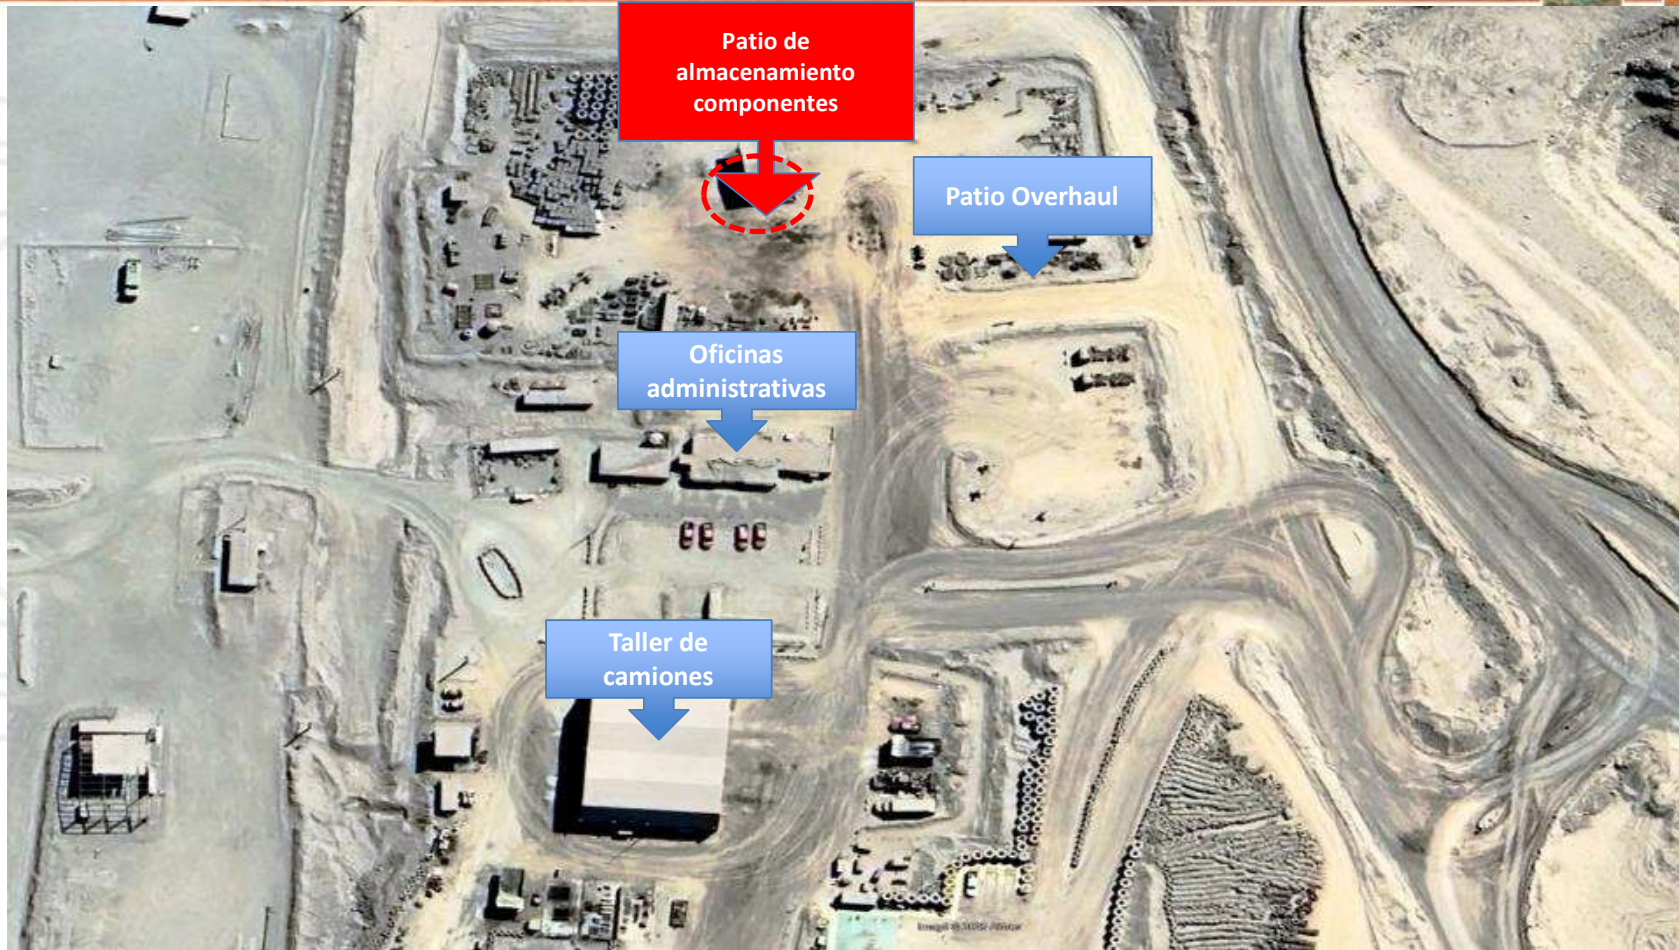 Patio de
almacenamiento
componentes
Patio Overhaul
Oficinas
administrativas
Taller de
camiones